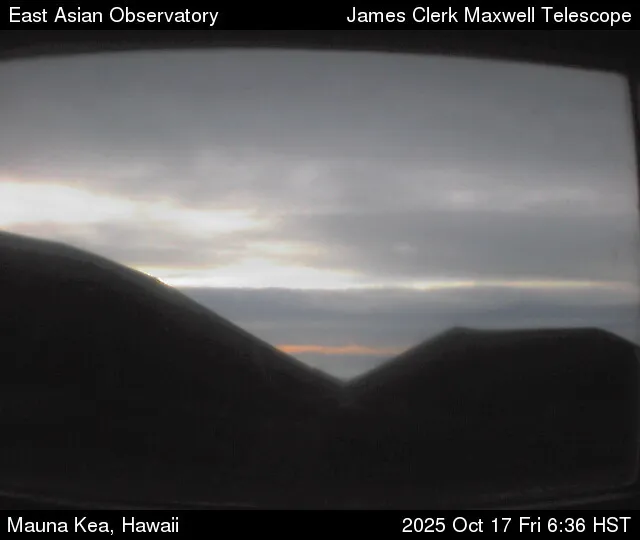 East Asian Observatory
James Clerk Maxwell Telescope
Mauna Kea, Hawaii
2025 Oct 17 Fri 6:36 HST